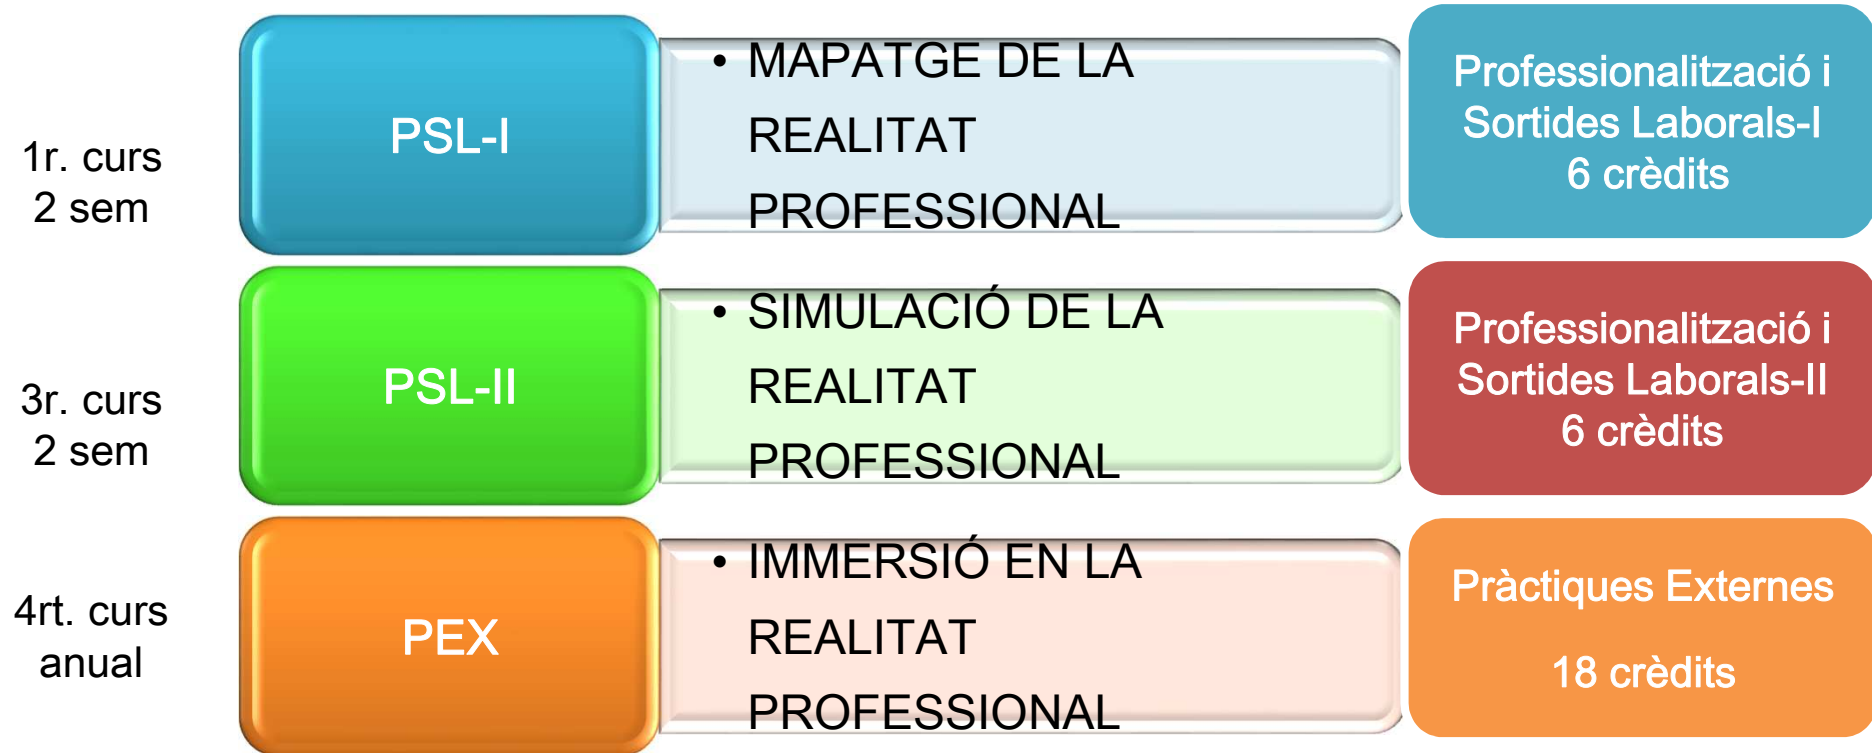 1r. curs
2 sem
PSL-I
• MAPATGE DE LA
REALITAT
PROFESSIONAL
Professionalització i
Sortides Laborals-I
6 crèdits
3r. curs
2 sem
PSL-II
• SIMULACIÓ DE LA
REALITAT
PROFESSIONAL
Professionalització i
Sortides Laborals-II
6 crèdits
4rt. curs
anual
PEX
• IMMERSIÓ EN LA
REALITAT
PROFESSIONAL
Pràctiques Externes
18 crèdits